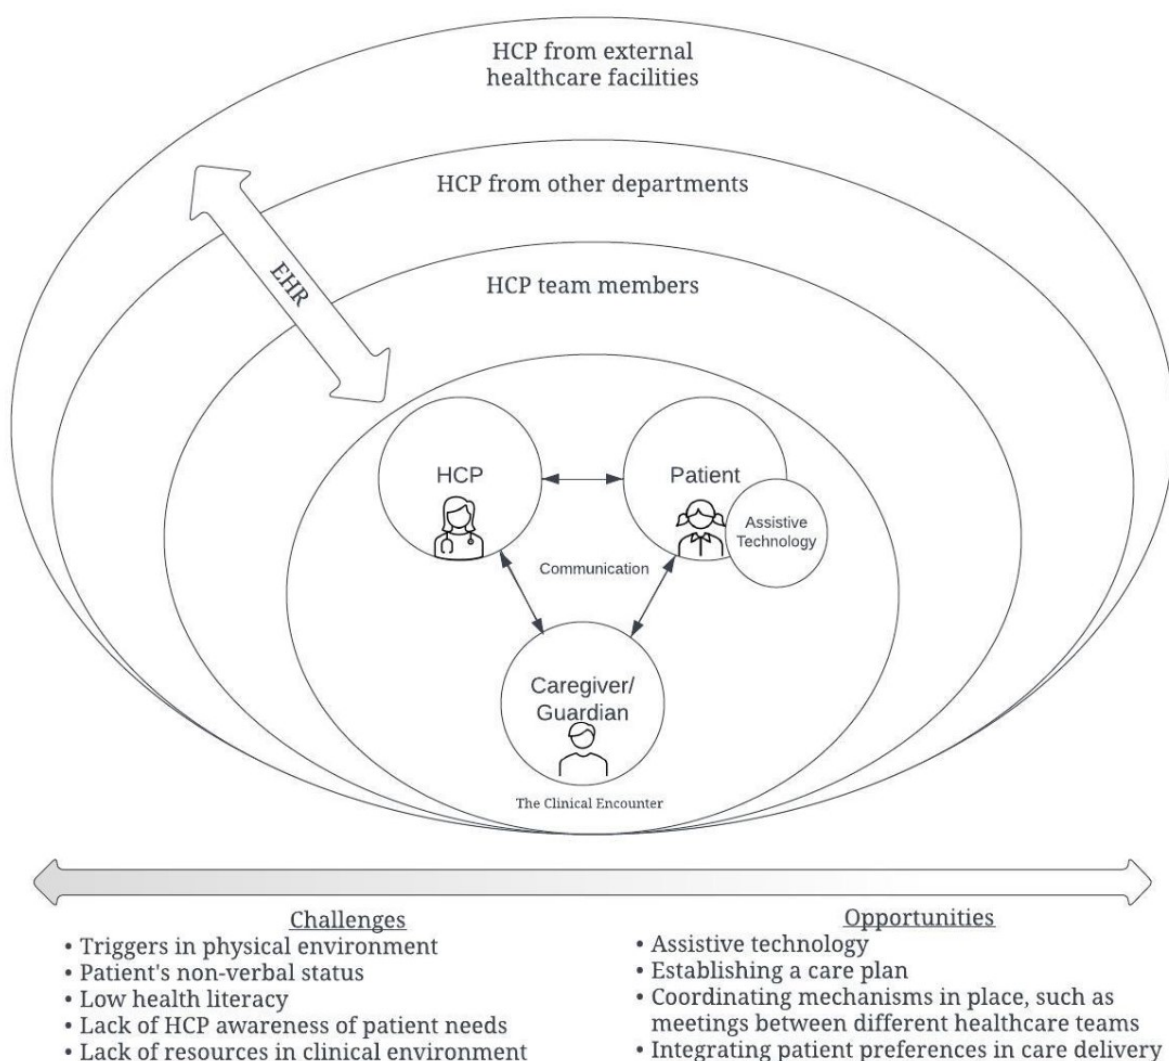 HCP from external
healthcare facilities
HCP from other departments
EHR
HCP team members
HCP
Patient
Assistive
Technology
Communication
Caregiver/
Guardian
The Clinical Encounter
Challenges
• Triggers in physical environment
• Patient's non-verbal status
• Low health literacy
• Lack of HCP awareness of patient needs
• Lack of resources in clinical environment
Opportunities
• Assistive technology
• Establishing a care plan
• Coordinating mechanisms in place, such as
meetings between different healthcare teams
• Integrating patient preferences in care delivery